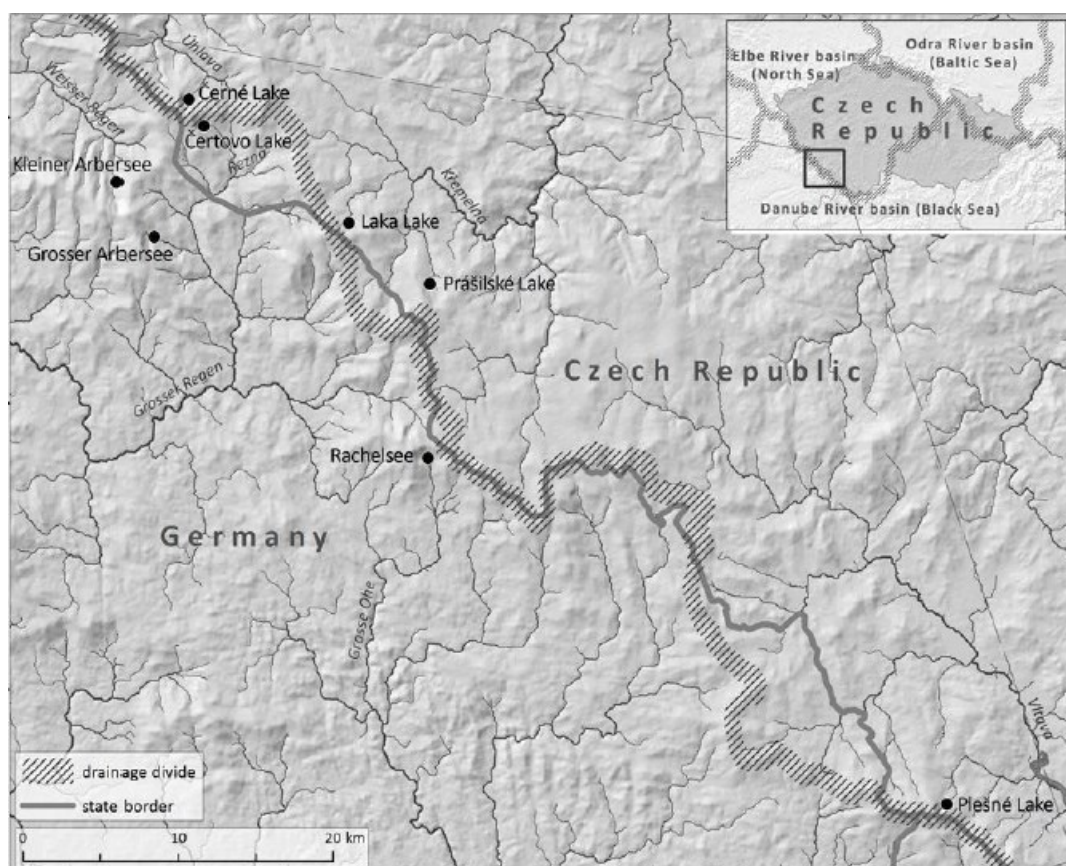 Úhlava
Weisser Regen
Černé Lake
Čertovo Lake
Řezná
Kleiner Arbersee
Grosser Arbersee
Laka Lake
Křemelná
Prášilské Lake
Elbe River basin
(North Sea)
Odra River basin
(Baltic Sea)
Czech
Republic
Danube River basin (Black Sea)
Czech Republic
Grosser Regen
Rachelsee
Germany
Grosse Ohe
Vltava
Plešné Lake
drainage divide
state border
0 10 20 km